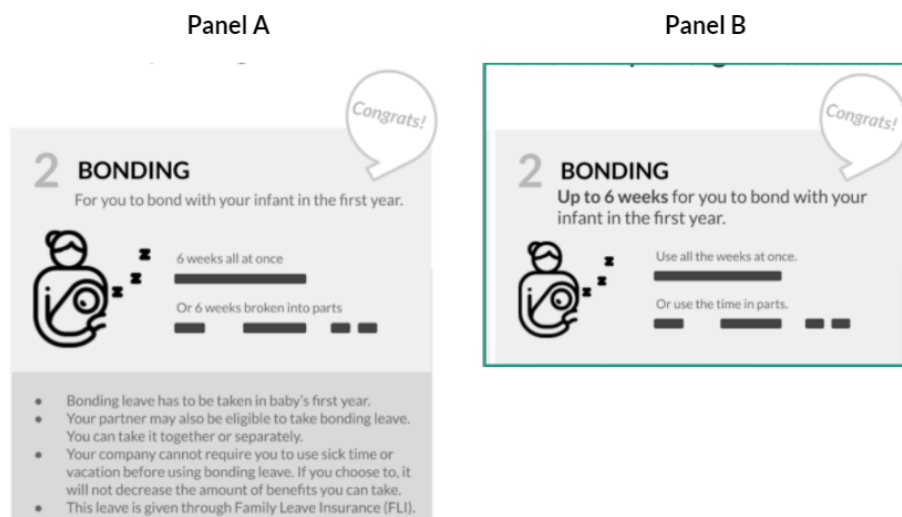 Panel A
Congrats!
2 BONDING
For you to bond with your infant in the first year.
z
z
z
6 weeks all at once
Or 6 weeks broken into parts
• Bonding leave has to be taken in baby's first year.
• Your partner may also be eligible to take bonding leave.
You can take it together or separately.
• Your company cannot require you to use sick time or
vacation before using bonding leave. If you choose to, it
will not decrease the amount of benefits you can take.
• This leave is given through Family Leave Insurance (FLI).
Panel B
Congrats!
2 BONDING
Up to 6 weeks for you to bond with your
infant in the first year.
z
z
z
Use all the weeks at once.
Or use the time in parts.